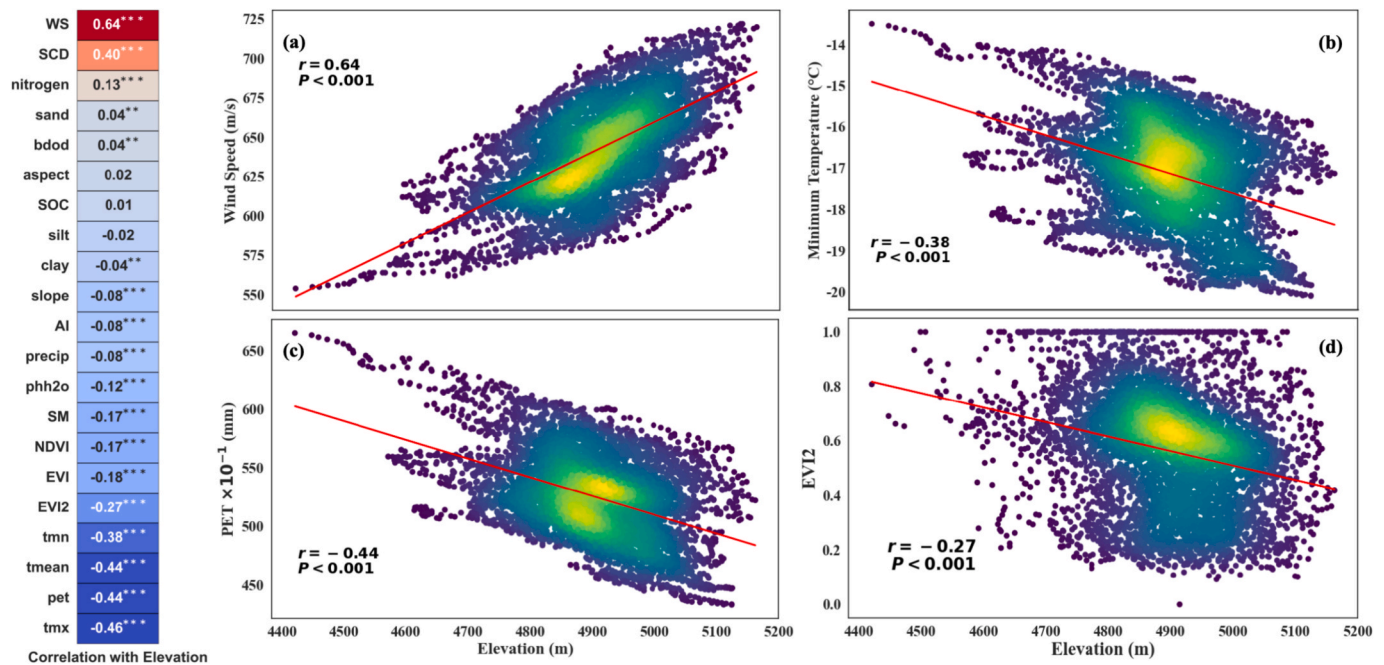 WS 0.64***
SCD 0.40***
nitrogen 0.13***
sand 0.04**
bdod 0.04**
aspect 0.02
SOC 0.01
silt -0.02
clay -0.04**
slope -0.08***
AI -0.08***
precip -0.08***
phh2o -0.12***
SM -0.17***
NDVI -0.17***
EVI -0.18***
EVI2 -0.27***
tmn -0.38***
tmean -0.44***
pet -0.44***
tmx -0.46***
Correlation with Elevation
(a)
r = 0.64
P < 0.001
Wind Speed (m/s)
725
700
675
650
625
600
575
550
(b)
r = − 0.38
P < 0.001
Minimum Temperature (°C)
-14
-15
-16
-17
-18
-19
-20
(c)
r = − 0.44
P < 0.001
PET ×10⁻¹ (mm)
650
600
550
500
450
4400 4500 4600 4700 4800 4900 5000 5100 5200
Elevation (m)
(d)
r = − 0.27
P < 0.001
EVI2
1.0
0.8
0.6
0.4
0.2
0.0
4400 4500 4600 4700 4800 4900 5000 5100 5200
Elevation (m)